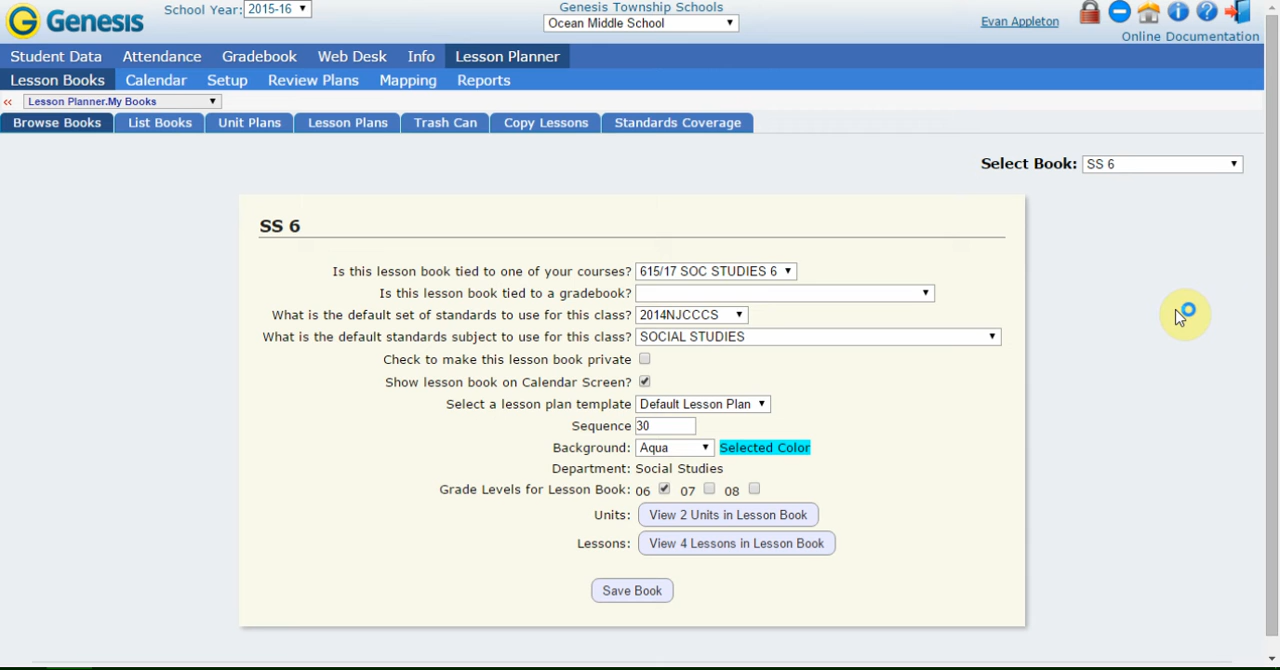 School Year: 2015-16
Genesis Township Schools
Ocean Middle School
Evan Appleton
Genesis
Online Documentation
Student Data Attendance Gradebook Web Desk Info Lesson Planner
Lesson Books Calendar Setup Review Plans Mapping Reports
Lesson Planner.My Books
Browse Books List Books Unit Plans Lesson Plans Trash Can Copy Lessons Standards Coverage
Select Book: SS 6
SS 6
Is this lesson book tied to one of your courses? 615/17 SOC STUDIES 6
Is this lesson book tied to a gradebook?
What is the default set of standards to use for this class? 2014NJCCCS
What is the default standards subject to use for this class? SOCIAL STUDIES
Check to make this lesson book private
Show lesson book on Calendar Screen?
Select a lesson plan template Default Lesson Plan
Sequence 30
Background: Aqua Selected Color
Department: Social Studies
Grade Levels for Lesson Book: 06 07 08
Units: View 2 Units in Lesson Book
Lessons: View 4 Lessons in Lesson Book
Save Book